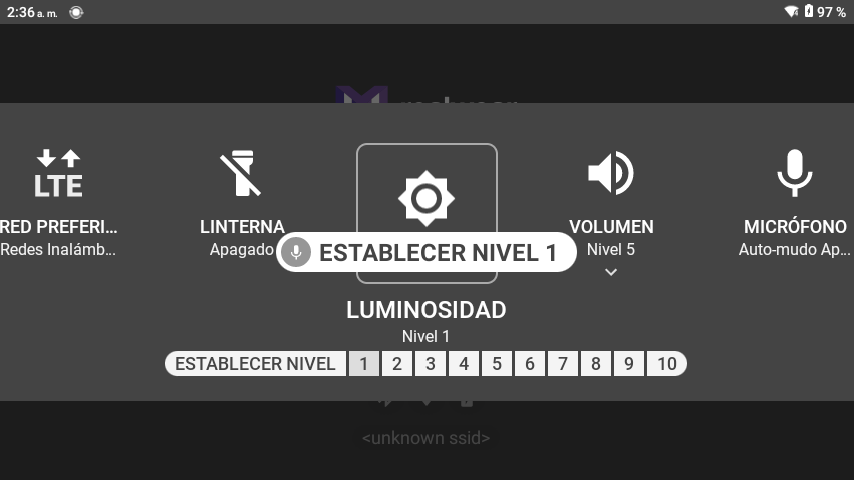 2:36 a. m.
97 %
LTE
RED PREFERI...
Redes Inalámb...
LINTERNA
Apagado
VOLUMEN
Nivel 5
MICRÓFONO
Auto-mudo Ap...
ESTABLECER NIVEL 1
LUMINOSIDAD
Nivel 1
ESTABLECER NIVEL 1 2 3 4 5 6 7 8 9 10
<unknown ssid>